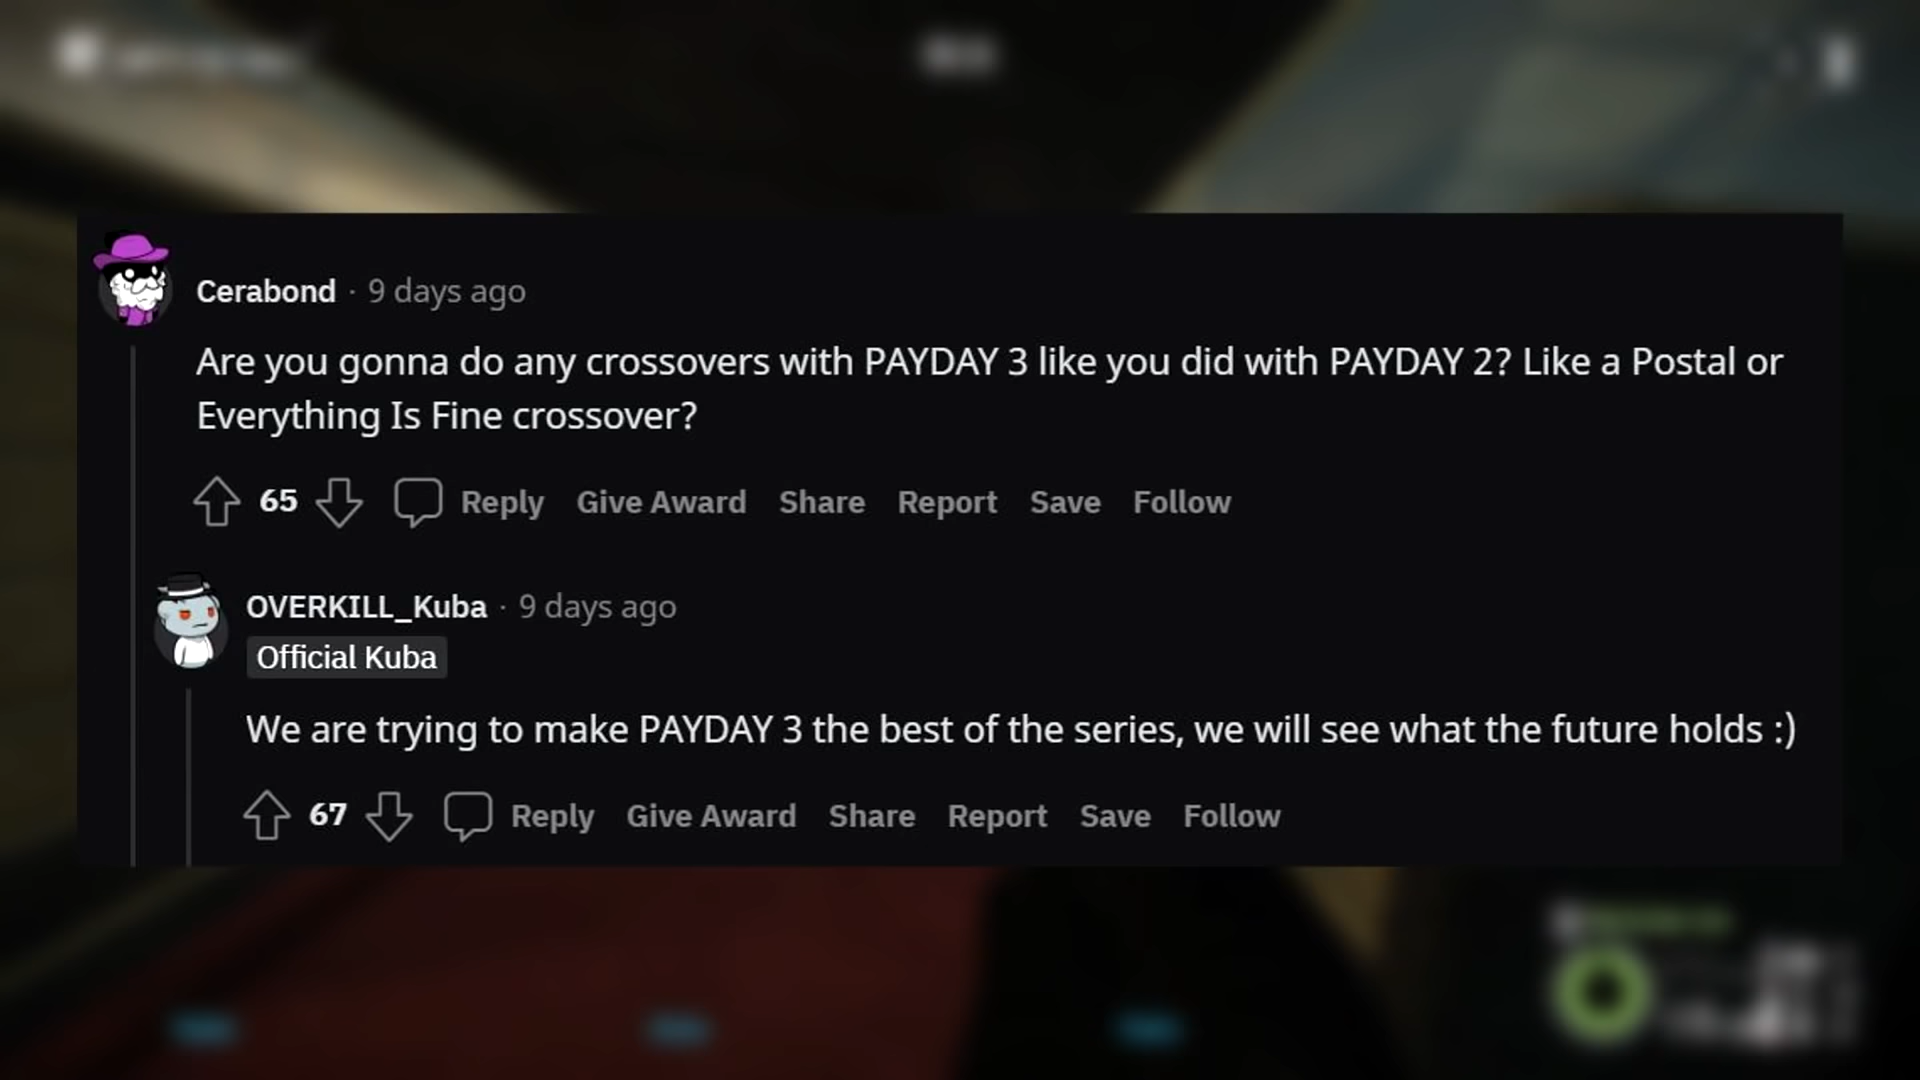 Cerabond · 9 days ago
Are you gonna do any crossovers with PAYDAY 3 like you did with PAYDAY 2? Like a Postal or
Everything Is Fine crossover?
65 Reply Give Award Share Report Save Follow
OVERKILL_Kuba · 9 days ago
Official Kuba
We are trying to make PAYDAY 3 the best of the series, we will see what the future holds :)
67 Reply Give Award Share Report Save Follow